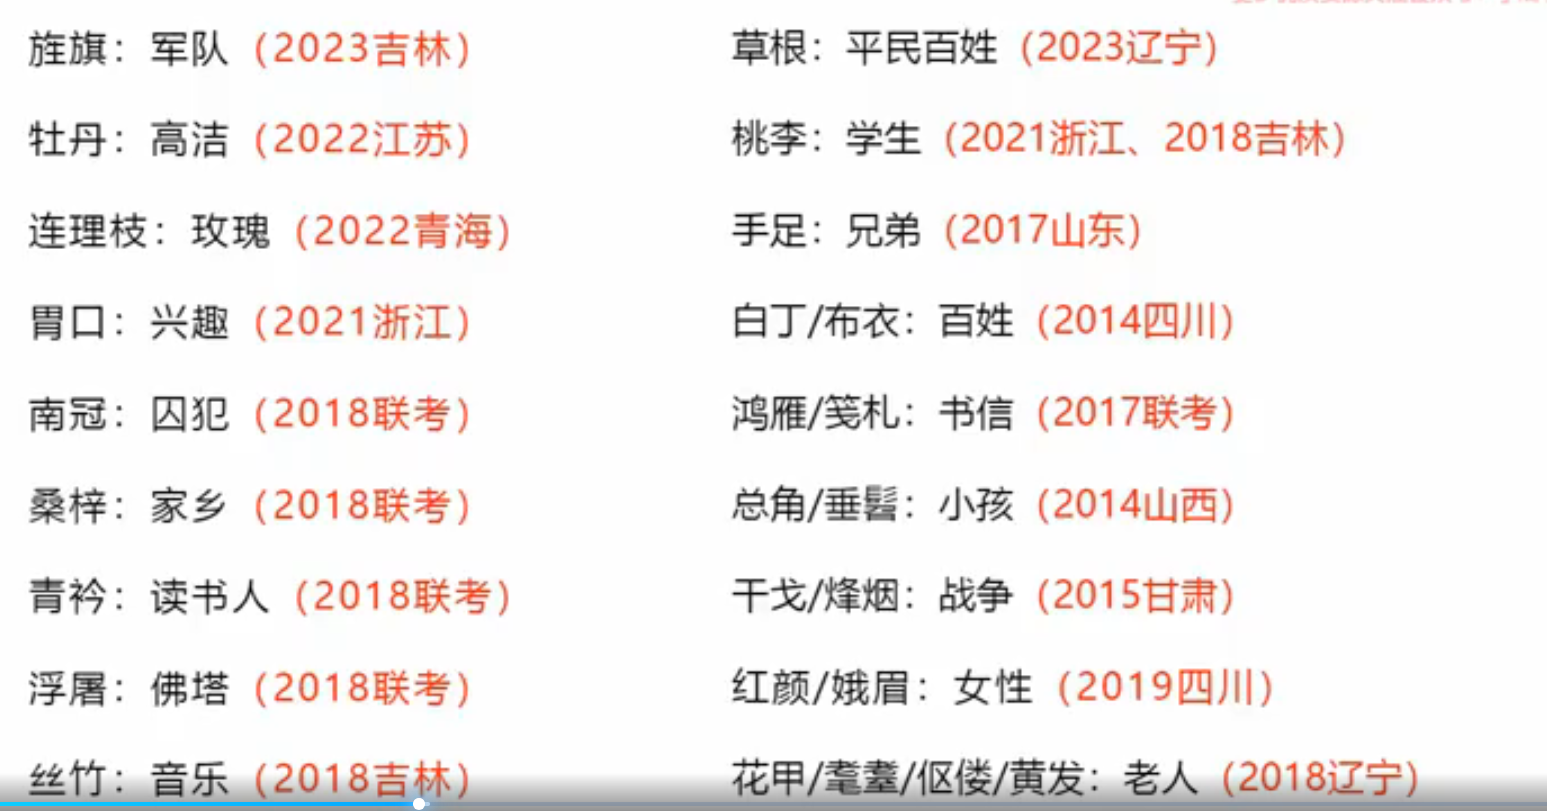 旌旗：军队（2023吉林）
草根：平民百姓（2023辽宁）
牡丹：高洁（2022江苏）
桃李：学生（2021浙江、2018吉林）
连理枝：玫瑰（2022青海）
手足：兄弟（2017山东）
胃口：兴趣（2021浙江）
白丁/布衣：百姓（2014四川）
南冠：囚犯（2018联考）
鸿雁/笺札：书信（2017联考）
桑梓：家乡（2018联考）
总角/垂髫：小孩（2014山西）
青衿：读书人（2018联考）
干戈/烽烟：战争（2015甘肃）
浮屠：佛塔（2018联考）
红颜/娥眉：女性（2019四川）
丝竹：音乐（2018吉林）
花甲/耄耋/伛偻/黄发：老人（2018辽宁）